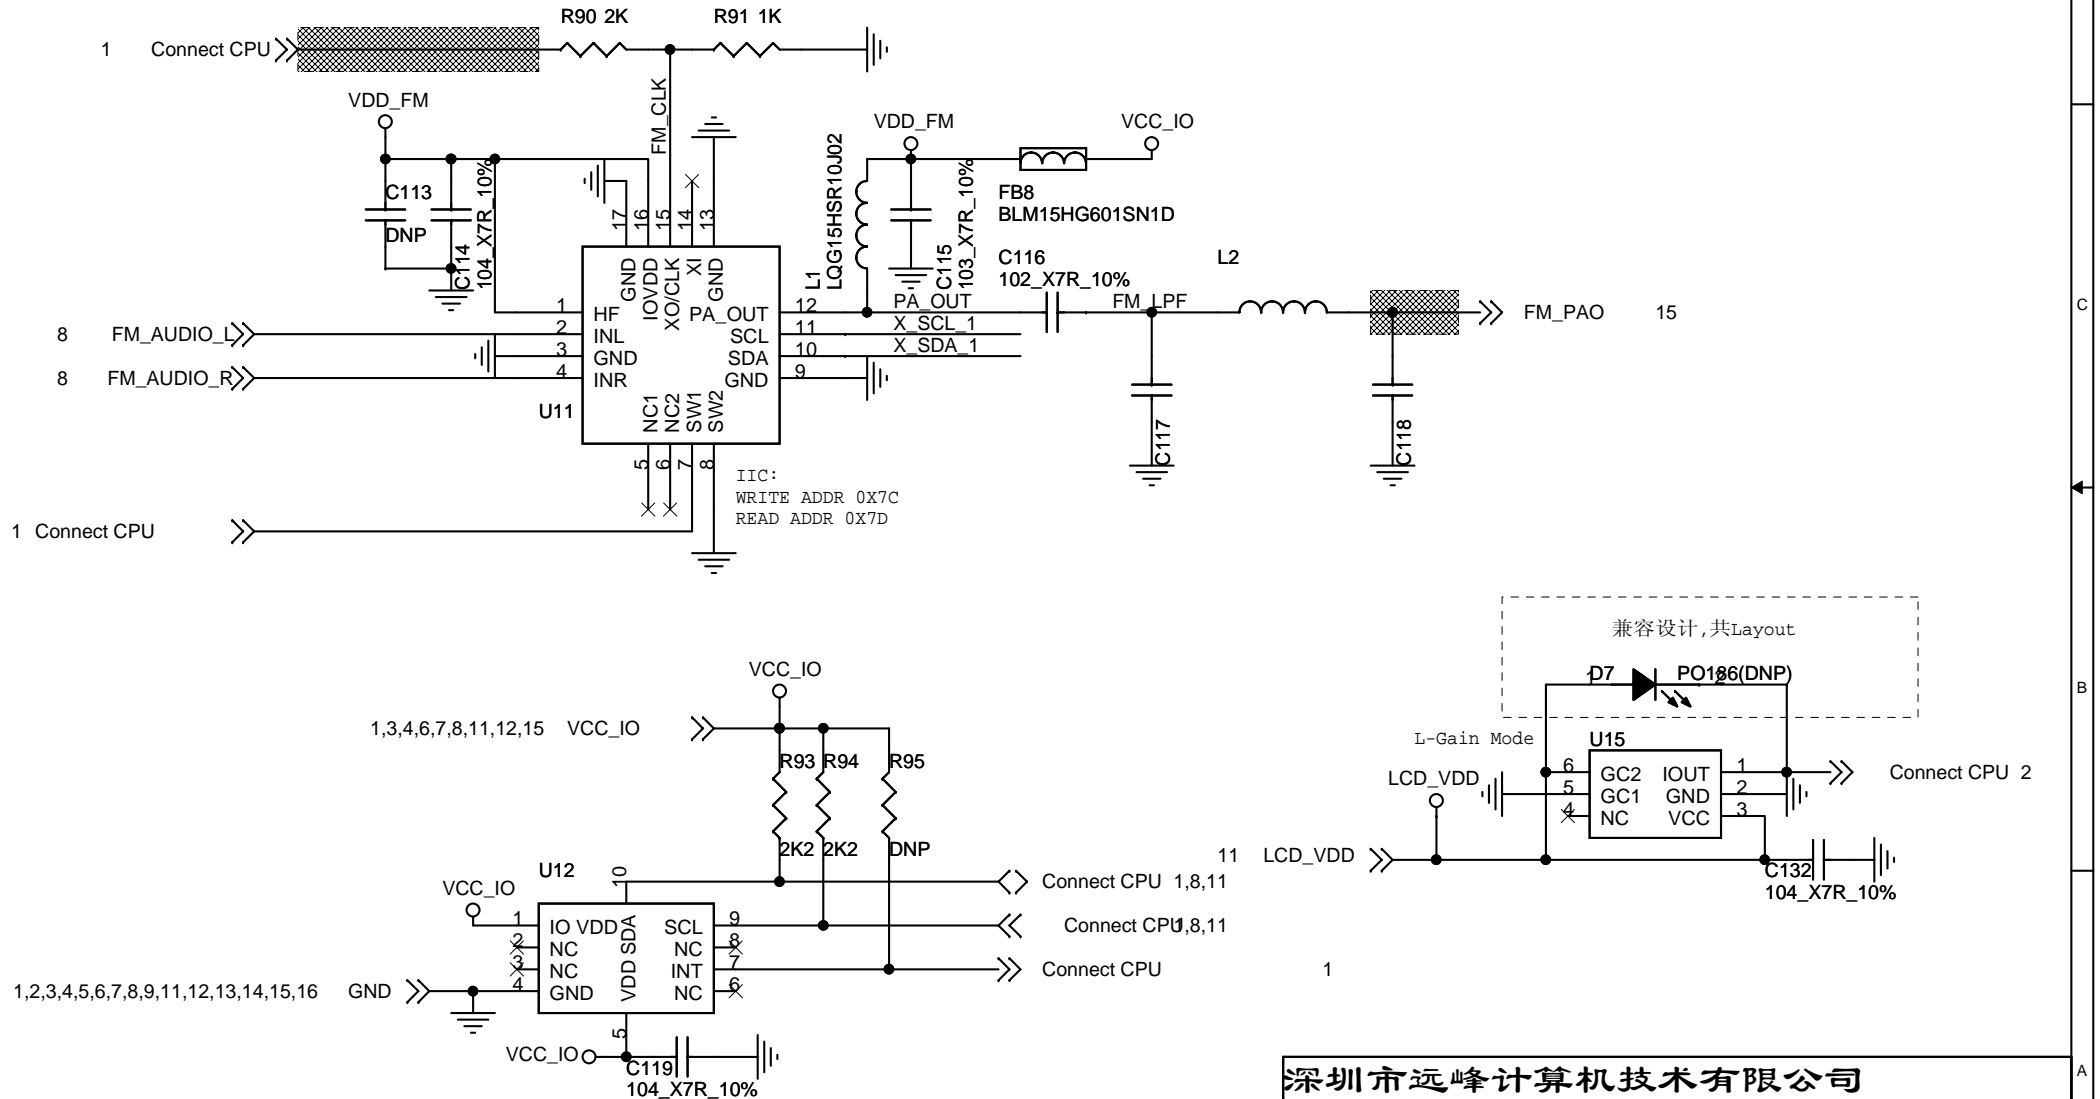 R90 2K
R91 1K
1 Connect CPU
VDD_FM
FM_CLK
C113
DNP
C114
104_X7R_10%
VDD_FM
VCC_IO
L1
LQG15HSR10J02
C115
103_X7R_10%
FB8
BLM15HG601SN1D
C116
102_X7R_10%
L2
17
16
15
14
13
GND
IOVDD
XO/CLK
XI
GND
1 HF
2 INL
3 GND
4 INR
PA_OUT 12 PA_OUT
SCL 11 X_SCL_1
SDA 10 X_SDA_1
GND 9
FM_LPF
FM_PAO 15
8 FM_AUDIO_L
8 FM_AUDIO_R
U11
NC1
NC2
SW1
SW2
5
6
7
8
C117
C118
IIC:
WRITE ADDR 0X7C
READ ADDR 0X7D
1 Connect CPU
C
兼容设计,共Layout
D7
1
2
PO186(DNP)
B
L-Gain Mode
U15
6 GC2 IOUT 1
5 GC1 GND 2
4 NC VCC 3
LCD_VDD
Connect CPU 2
11 LCD_VDD
C132
104_X7R_10%
VCC_IO
1,3,4,6,7,8,11,12,15 VCC_IO
R93
R94
R95
2K2
2K2
DNP
U12
10
VCC_IO
1 IO VDD SDA SCL 9
2 NC NC 8
3 NC INT 7
4 GND VDD NC 6
5
Connect CPU 1,8,11
Connect CPU 1,8,11
Connect CPU 1
1,2,3,4,5,6,7,8,9,11,12,13,14,15,16 GND
VCC_IO
C119
104_X7R_10%
深圳市远峰计算机技术有限公司
A